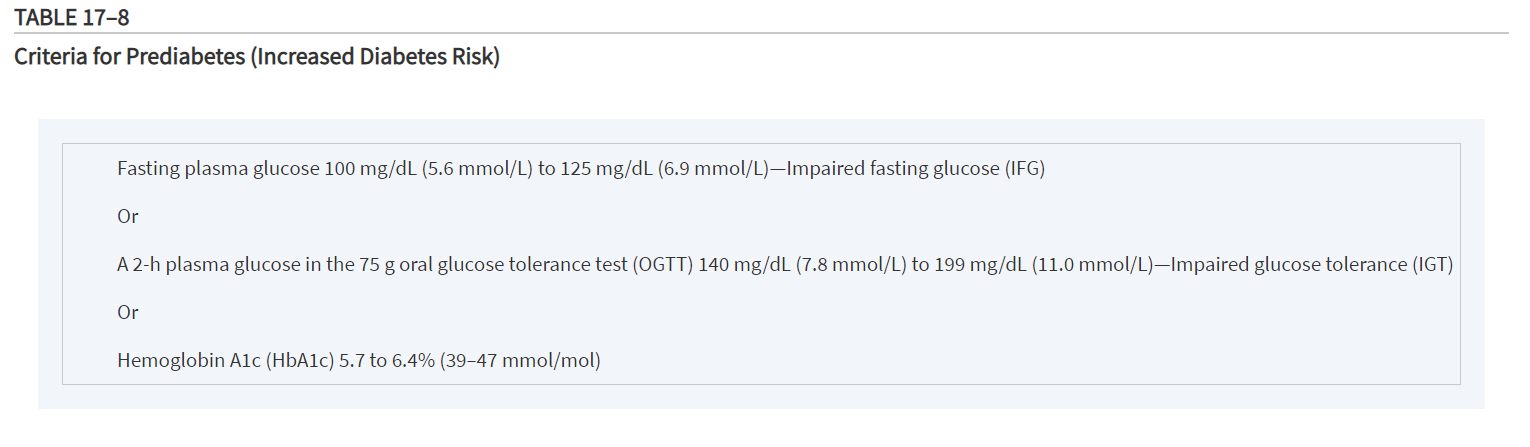 TABLE 17–8
Criteria for Prediabetes (Increased Diabetes Risk)
Fasting plasma glucose 100 mg/dL (5.6 mmol/L) to 125 mg/dL (6.9 mmol/L)—Impaired fasting glucose (IFG)
Or
A 2-h plasma glucose in the 75 g oral glucose tolerance test (OGTT) 140 mg/dL (7.8 mmol/L) to 199 mg/dL (11.0 mmol/L)—Impaired glucose tolerance (IGT)
Or
Hemoglobin A1c (HbA1c) 5.7 to 6.4% (39–47 mmol/mol)